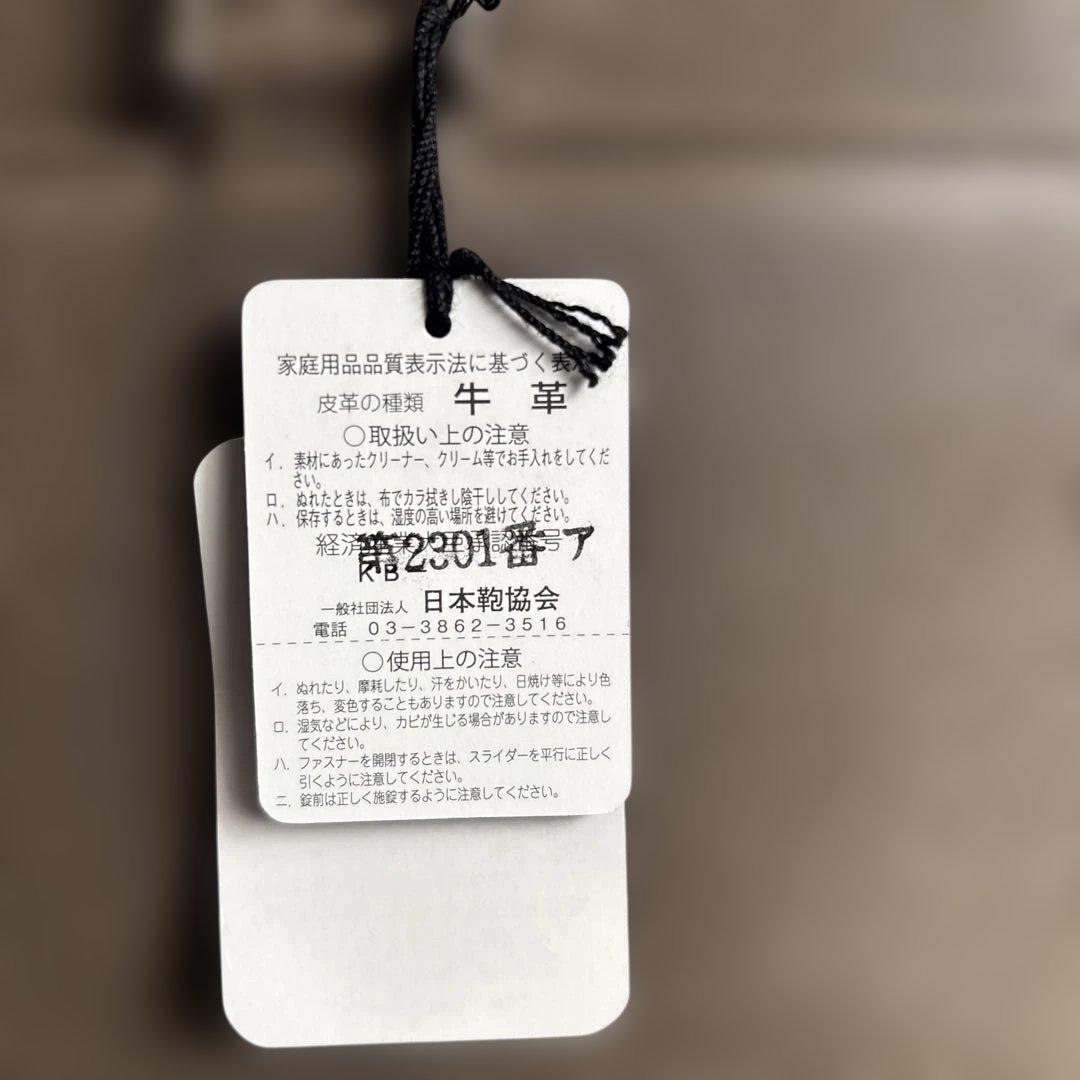 家庭用品品質表示法に基づく表
皮革の種類 牛 革
○取扱い上の注意
イ．素材にあったクリーナー、クリーム等でお手入れをしてくだ
さい。
ロ．ぬれたときは、布でカラ拭きし陰干ししてください。
ハ．保存するときは、湿度の高い場所を避けてください。
経済産業大臣承認番号
第2301番 ア
KB
一般社団法人 日本鞄協会
電話 03－3862－3516
○使用上の注意
イ．ぬれたり、摩耗したり、汗をかいたり、日焼け等により色
落ち、変色することもありますので注意してください。
ロ．湿気などにより、カビが生じる場合がありますので注意し
てください。
ハ．ファスナーを開閉するときは、スライダーを平行に正しく
引くように注意してください。
ニ．錠前は正しく施錠するように注意してください。